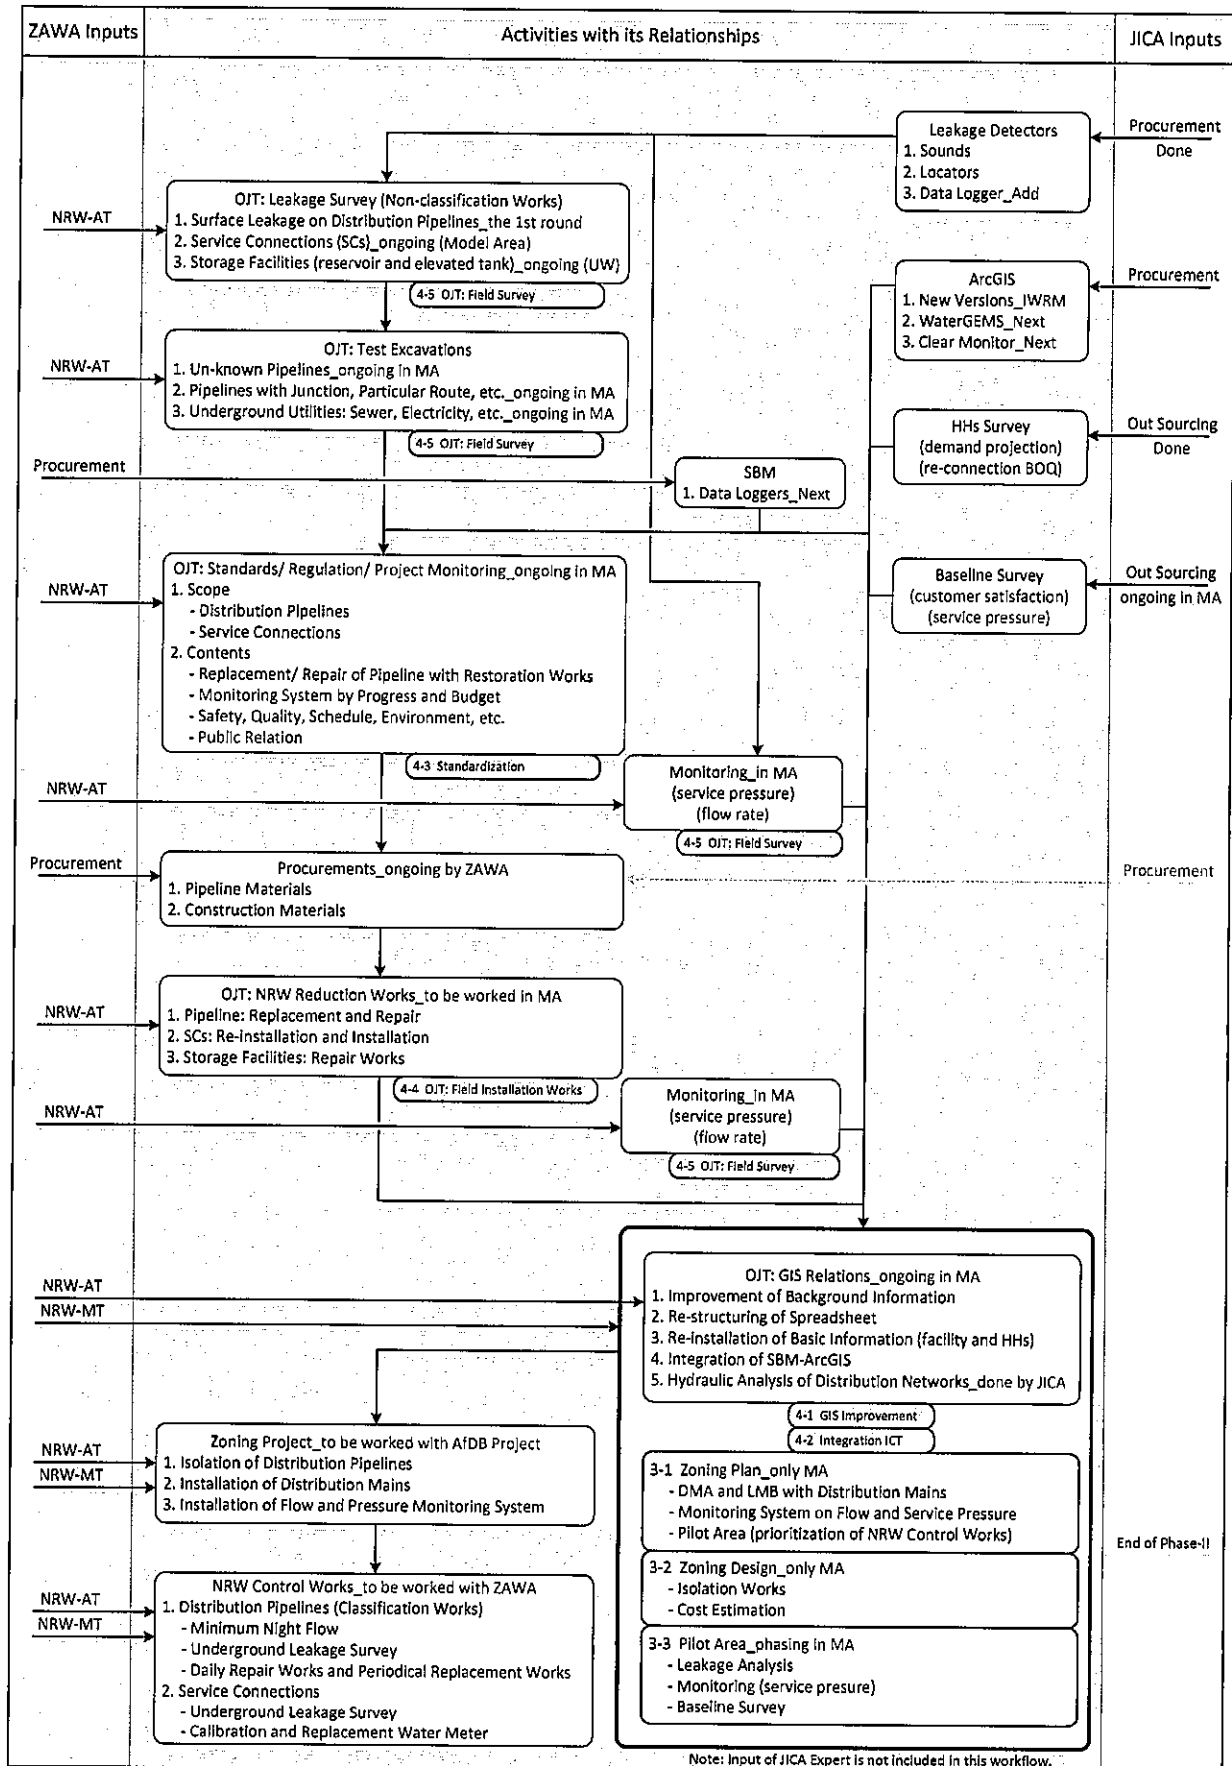 ZAWA Inputs
Activities with its Relationships
JICA Inputs
Leakage Detectors
1. Sounds
2. Locators
3. Data Logger_Add
Procurement
Done
OJT: Leakage Survey (Non-classification Works)
1. Surface Leakage on Distribution Pipelines_the 1st round
2. Service Connections (SCs)_ongoing (Model Area)
3. Storage Facilities (reservoir and elevated tank)_ongoing (UW)
4-5 OJT: Field Survey
NRW-AT
ArcGIS
1. New Versions_IWRM
2. WaterGEMS_Next
3. Clear Monitor_Next
Procurement
OJT: Test Excavations
1. Un-known Pipelines_ongoing in MA
2. Pipelines with Junction, Particular Route, etc._ongoing in MA
3. Underground Utilities: Sewer, Electricity, etc._ongoing in MA
4-5 OJT: Field Survey
NRW-AT
HHs Survey
(demand projection)
(re-connection BOQ)
Out Sourcing
Done
Procurement
SBM
1. Data Loggers_Next
OJT: Standards/ Regulation/ Project Monitoring_ongoing in MA
1. Scope
- Distribution Pipelines
- Service Connections
2. Contents
- Replacement/ Repair of Pipeline with Restoration Works
- Monitoring System by Progress and Budget
- Safety, Quality, Schedule, Environment, etc.
- Public Relation
4-3 Standardization
NRW-AT
Baseline Survey
(customer satisfaction)
(service pressure)
Out Sourcing
ongoing in MA
NRW-AT
Monitoring_in MA
(service pressure)
(flow rate)
4-5 OJT: Field Survey
Procurement
Procurements_ongoing by ZAWA
1. Pipeline Materials
2. Construction Materials
Procurement
NRW-AT
OJT: NRW Reduction Works_to be worked in MA
1. Pipeline: Replacement and Repair
2. SCs: Re-installation and Installation
3. Storage Facilities: Repair Works
4-4 OJT: Field Installation Works
NRW-AT
Monitoring_in MA
(service pressure)
(flow rate)
4-5 OJT: Field Survey
NRW-AT
NRW-MT
OJT: GIS Relations_ongoing in MA
1. Improvement of Background Information
2. Re-structuring of Spreadsheet
3. Re-installation of Basic Information (facility and HHs)
4. Integration of SBM-ArcGIS
5. Hydraulic Analysis of Distribution Networks_done by JICA
4-1 GIS Improvement
4-2 Integration ICT
NRW-AT
NRW-MT
Zoning Project_to be worked with AfDB Project
1. Isolation of Distribution Pipelines
2. Installation of Distribution Mains
3. Installation of Flow and Pressure Monitoring System
3-1 Zoning Plan_only MA
- DMA and LMB with Distribution Mains
- Monitoring System on Flow and Service Pressure
- Pilot Area (prioritization of NRW Control Works)
End of Phase-II
3-2 Zoning Design_only MA
- Isolation Works
- Cost Estimation
NRW-AT
NRW-MT
NRW Control Works_to be worked with ZAWA
1. Distribution Pipelines (Classification Works)
- Minimum Night Flow
- Underground Leakage Survey
- Daily Repair Works and Periodical Replacement Works
2. Service Connections
- Underground Leakage Survey
- Calibration and Replacement Water Meter
3-3 Pilot Area_phasing in MA
- Leakage Analysis
- Monitoring (service presure)
- Baseline Survey
Note: Input of JICA Expert is not included in this workflow.